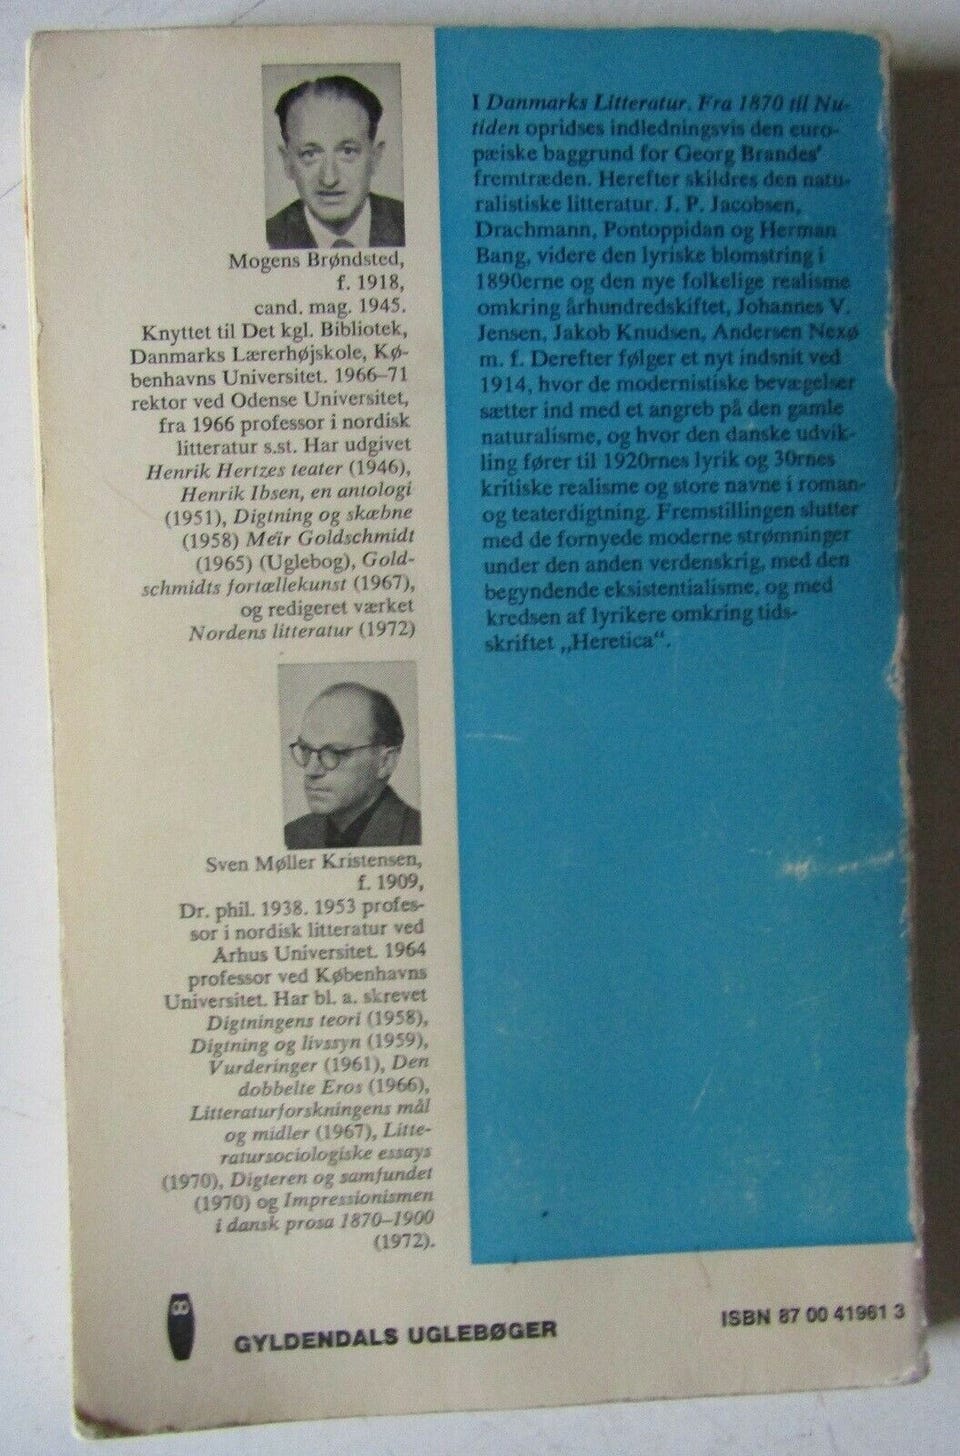 Mogens Brøndsted,
f. 1918,
cand. mag. 1945.
Knyttet til Det kgl. Bibliotek,
Danmarks Lærerhøjskole, Kø-
benhavns Universitet. 1966–71
rektor ved Odense Universitet,
fra 1966 professor i nordisk
litteratur s.st. Har udgivet
Henrik Hertzes teater (1946),
Henrik Ibsen, en antologi
(1951), Digtning og skæbne
(1958) Meïr Goldschmidt
(1965) (Uglebog), Gold-
schmidts fortællekunst (1967),
og redigeret værket
Nordens litteratur (1972)
Sven Møller Kristensen,
f. 1909,
Dr. phil. 1938. 1953 profes-
sor i nordisk litteratur ved
Århus Universitet. 1964
professor ved Københavns
Universitet. Har bl. a. skrevet
Digtningens teori (1958),
Digtning og livssyn (1959),
Vurderinger (1961), Den
dobbelte Eros (1966),
Litteraturforskningens mål
og midler (1967), Litte-
ratursociologiske essays
(1970), Digteren og samfundet
(1970) og Impressionismen
i dansk prosa 1870–1900
(1972).
I Danmarks Litteratur. Fra 1870 til Nu-
tiden opridses indledningsvis den euro-
pæiske baggrund for Georg Brandes'
fremtræden. Herefter skildres den natu-
ralistiske litteratur. J. P. Jacobsen,
Drachmann, Pontoppidan og Herman
Bang, videre den lyriske blomstring i
1890erne og den nye folkelige realisme
omkring århundredskiftet, Johannes V.
Jensen, Jakob Knudsen, Andersen Nexø
m. f. Derefter følger et nyt indsnit ved
1914, hvor de modernistiske bevægelser
sætter ind med et angreb på den gamle
naturalisme, og hvor den danske udvik-
ling fører til 1920rnes lyrik og 30rnes
kritiske realisme og store navne i roman-
og teaterdigtning. Fremstillingen slutter
med de fornyede moderne strømninger
under den anden verdenskrig, med den
begyndende eksistentialisme, og med
kredsen af lyrikere omkring tids-
skriftet „Heretica“.
GYLDENDALS UGLEBØGER
ISBN 87 00 41961 3